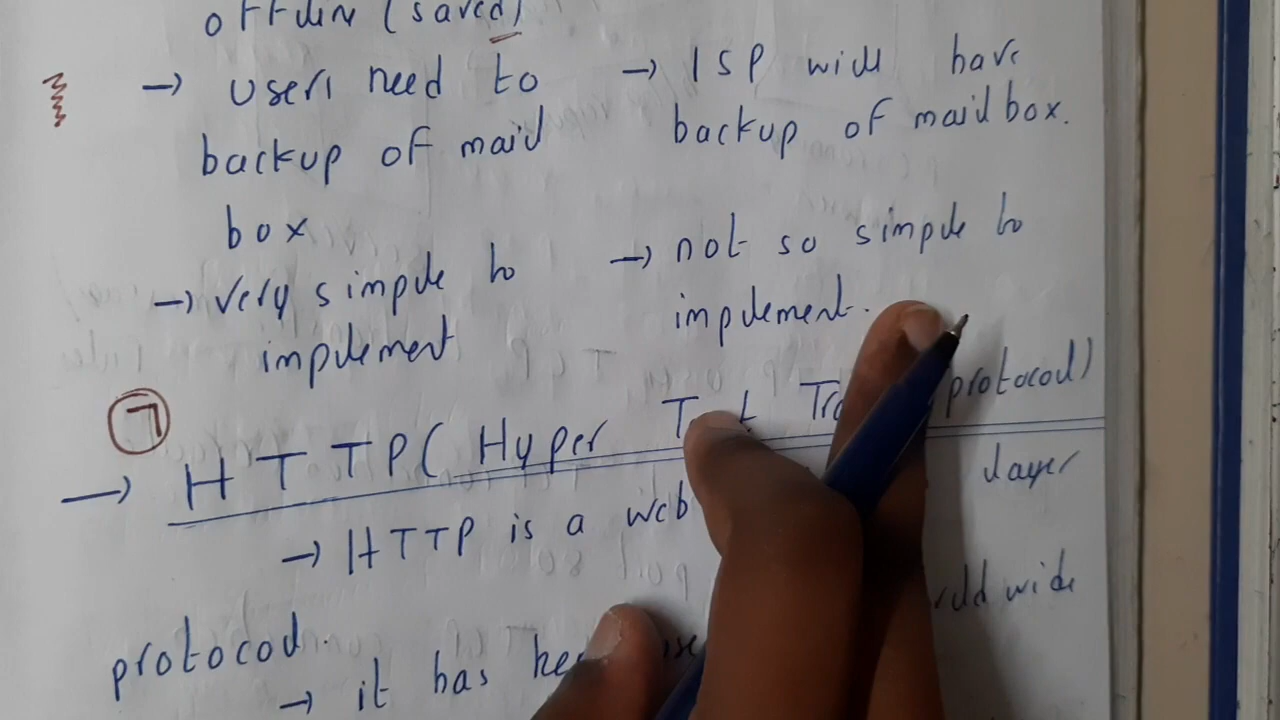 offline (saved)
→ users need to
backup of mail
box
→ very simple to
implement
→ ISP will have
backup of mailbox.
→ not so simple to
implement.
7
→ HTTP( Hyper protocol)
→ HTTP is a web layer
wide
protocol.
→ it has